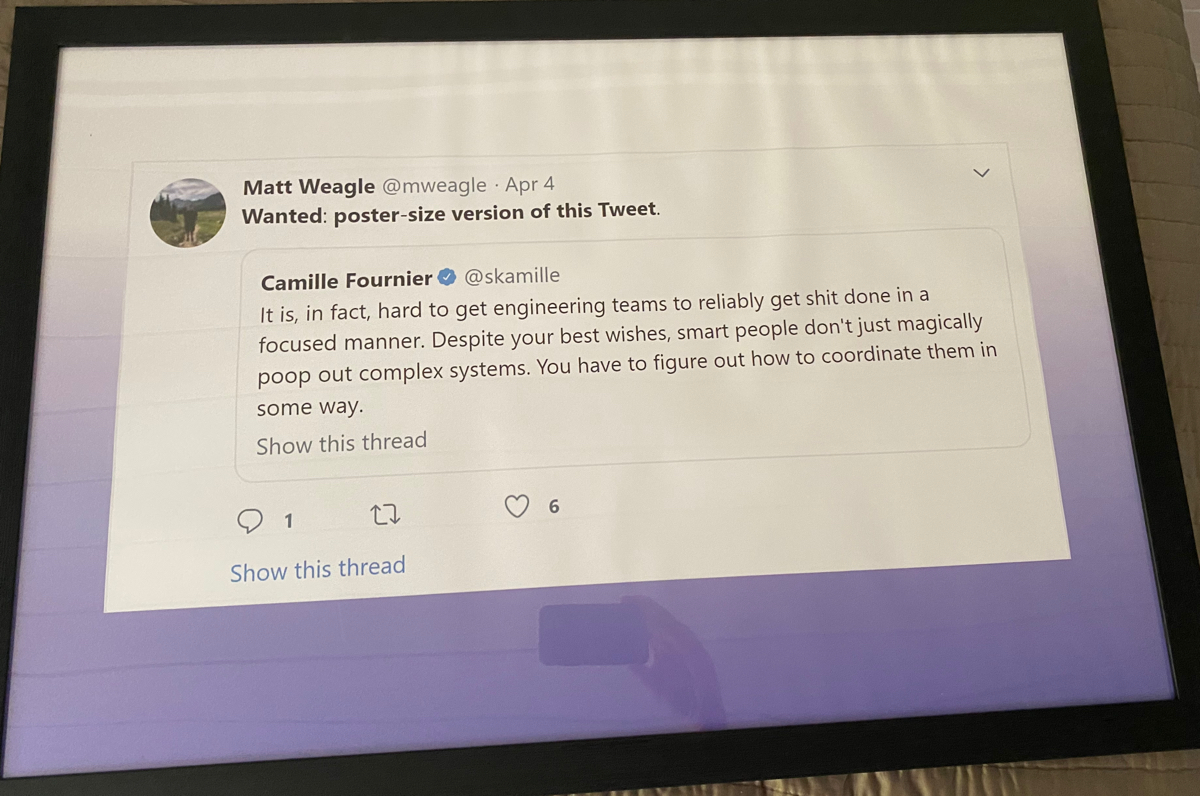 Matt Weagle @mweagle · Apr 4
Wanted: poster-size version of this Tweet.
Camille Fournier @skamille
It is, in fact, hard to get engineering teams to reliably get shit done in a
focused manner. Despite your best wishes, smart people don't just magically
poop out complex systems. You have to figure out how to coordinate them in
some way.
Show this thread
1 6
Show this thread